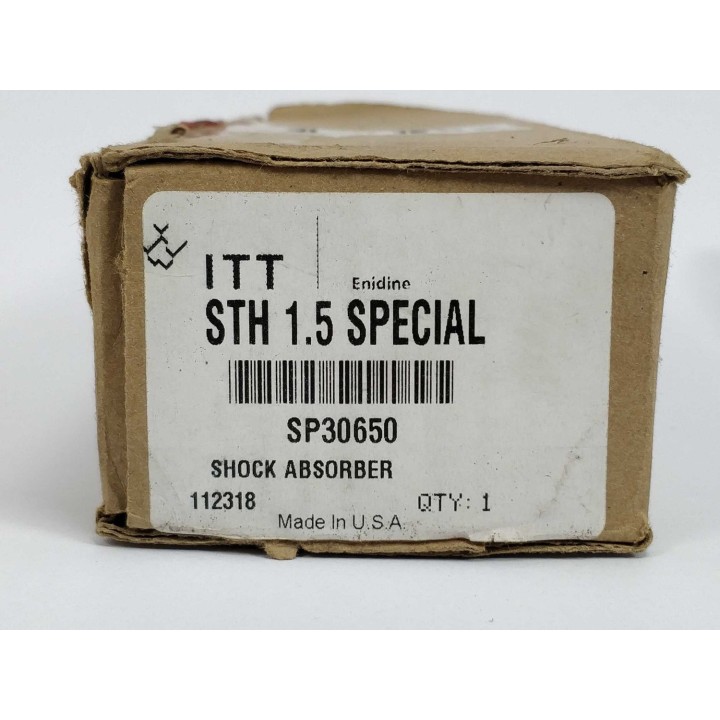 ITT Enidine
STH 1.5 SPECIAL
SP30650
SHOCK ABSORBER
112318 QTY: 1
Made In U.S.A.